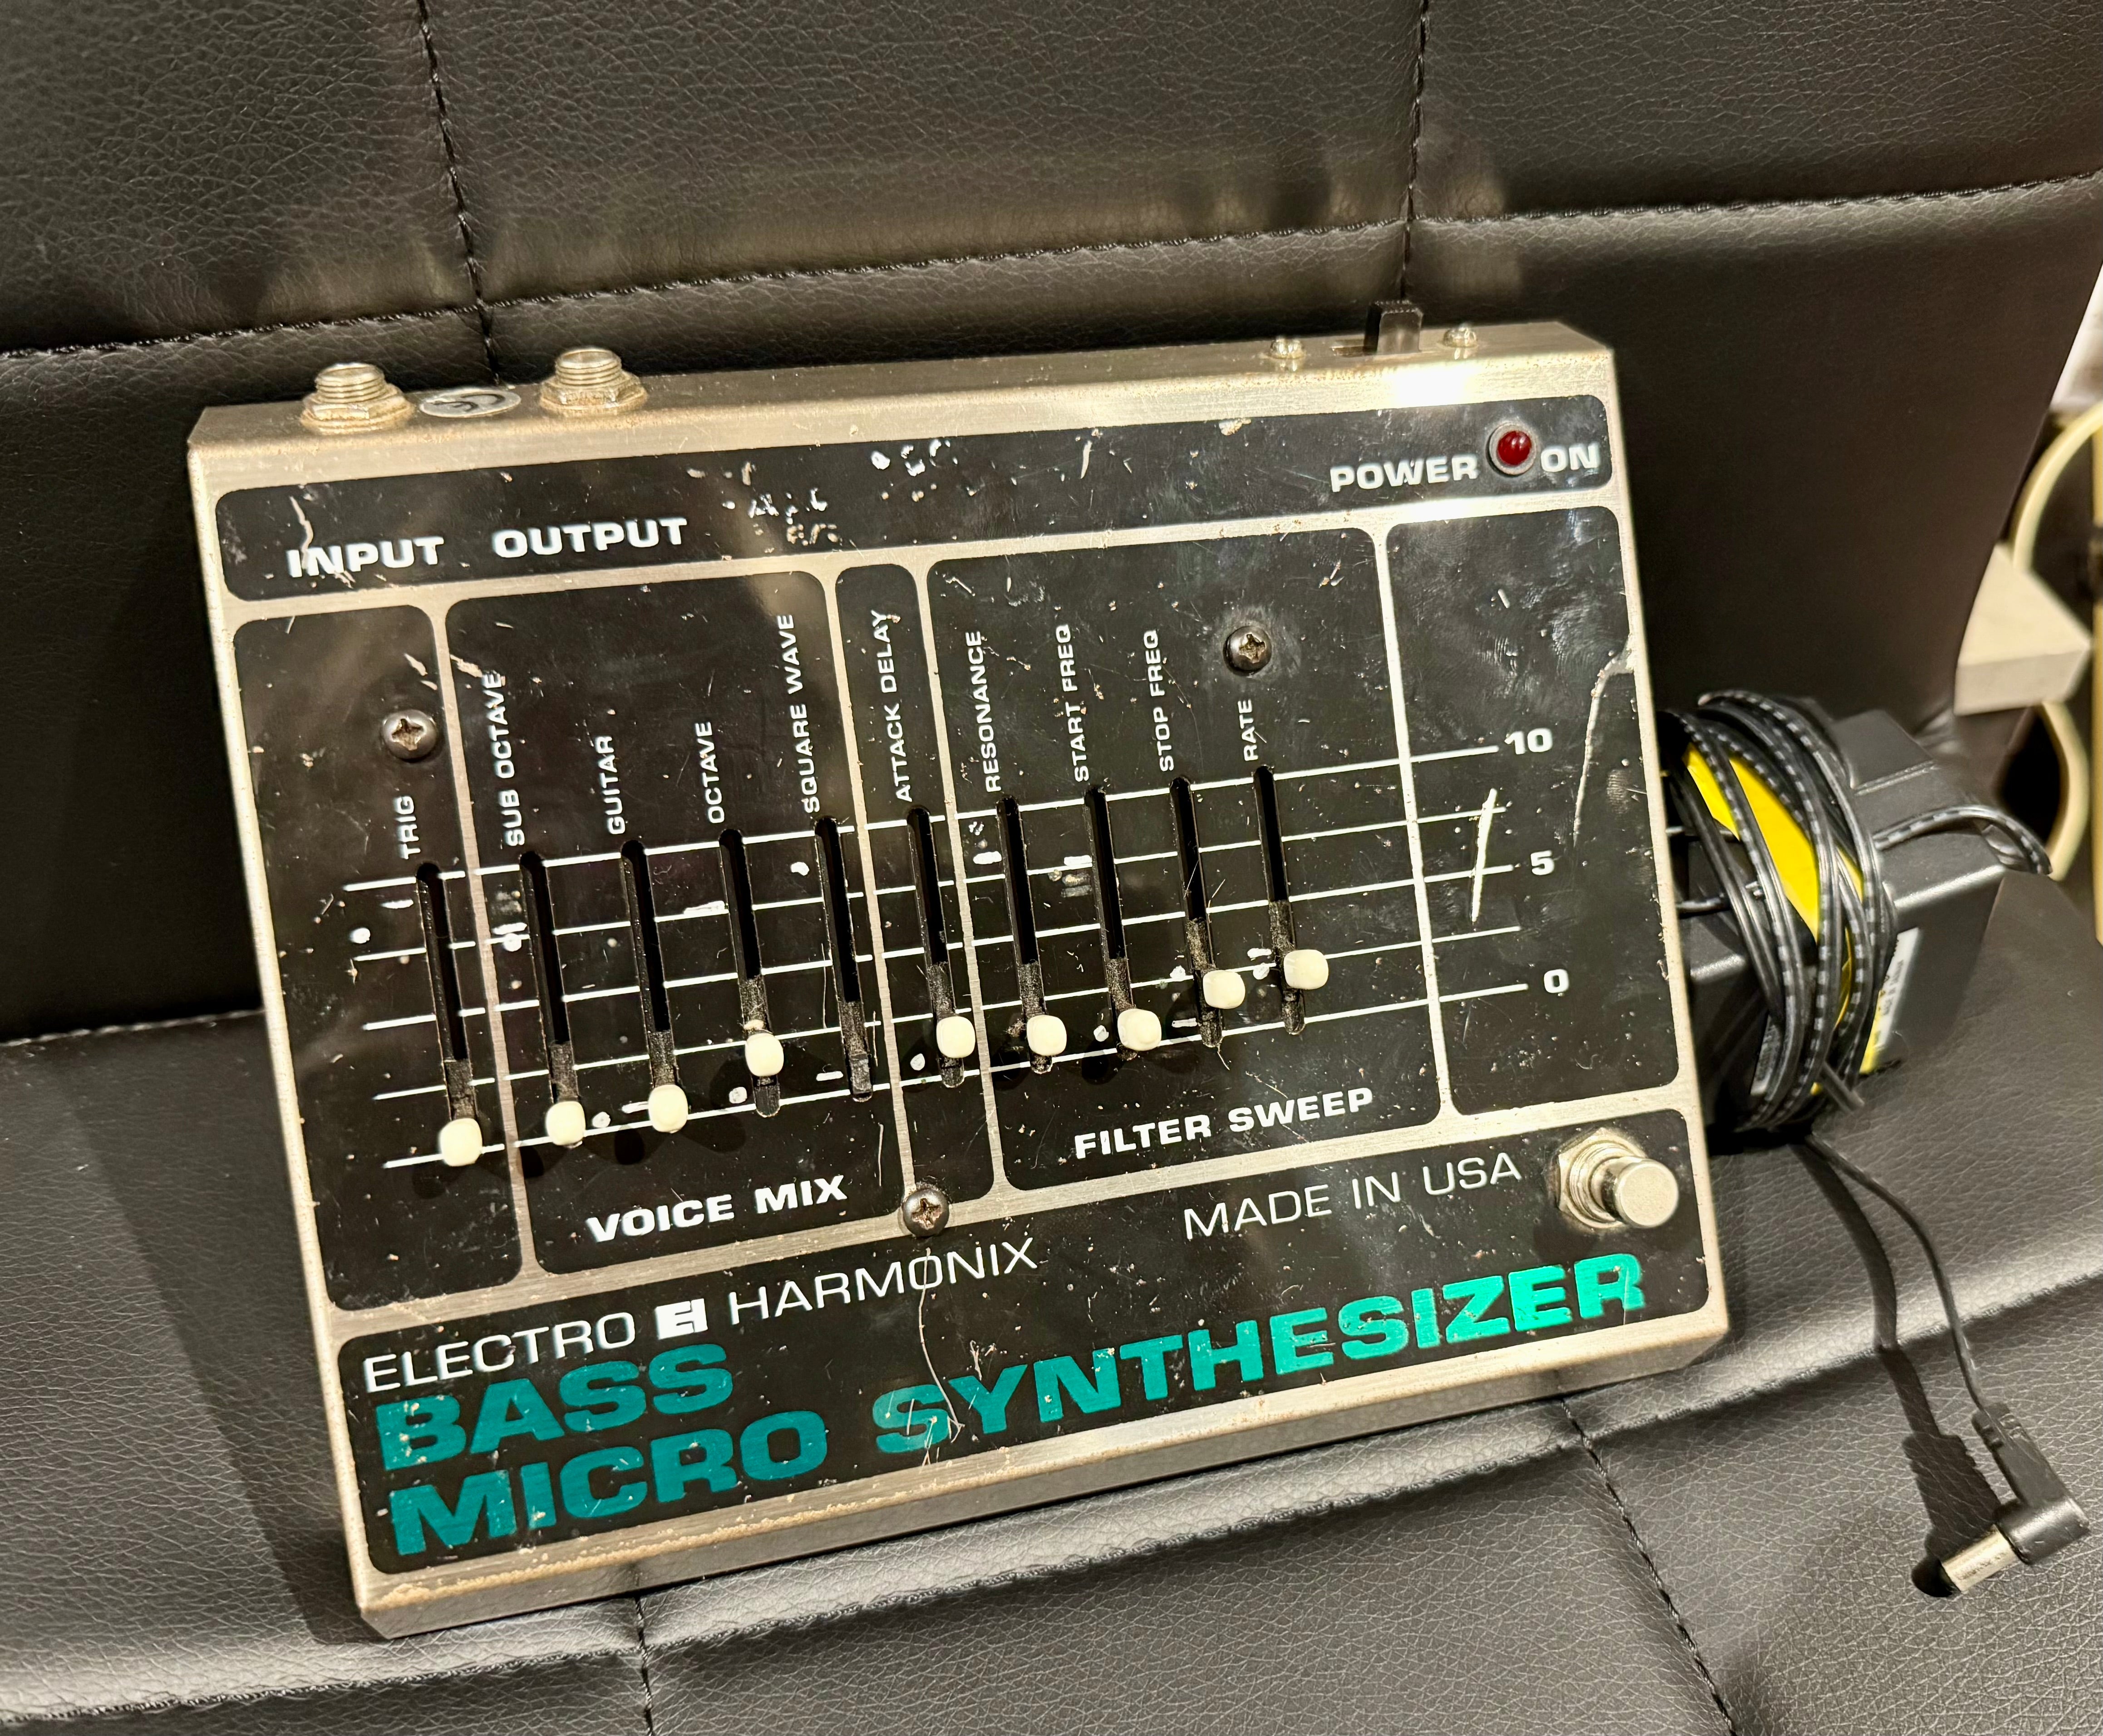 INPUT OUTPUT
POWER ON
TRIG
SUB OCTAVE
GUITAR
OCTAVE
SQUARE WAVE
ATTACK DELAY
RESONANCE
START FREQ
STOP FREQ
RATE
10
5
0
VOICE MIX
FILTER SWEEP
ELECTRO EH HARMONIX
MADE IN USA
BASS
MICRO SYNTHESIZER